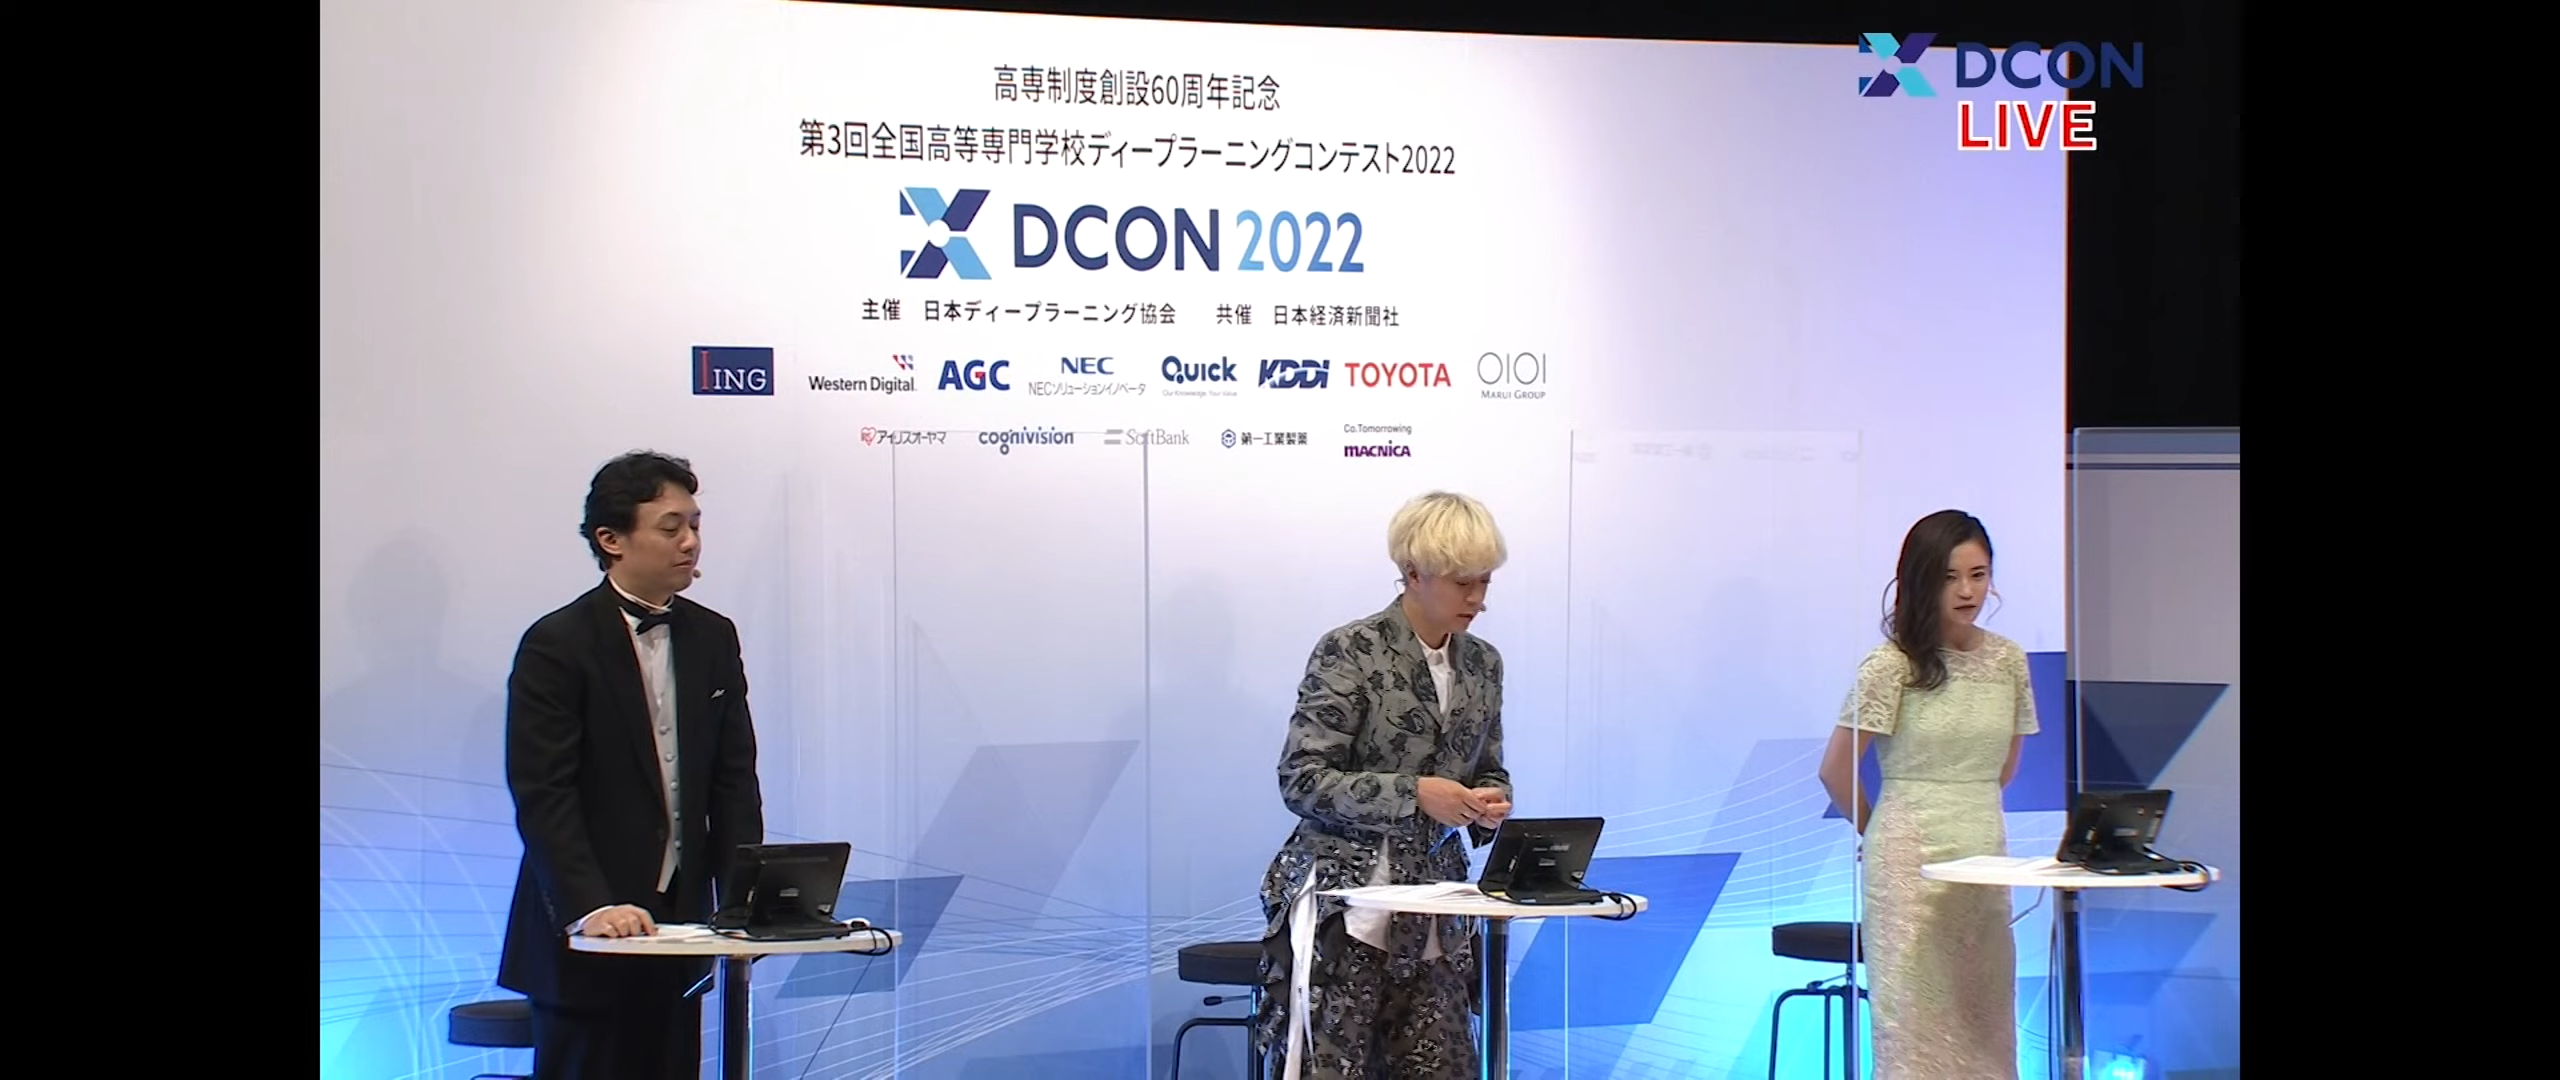 高専制度創設60周年記念
第3回全国高等専門学校ディープラーニングコンテスト2022
DCON 2022
主催 日本ディープラーニング協会 共催 日本経済新聞社
IING Western Digital. AGC NEC QUICK KDDI TOYOTA OIOI
NECソリューションイノベータ Our Knowledge, Your Value. MARUI GROUP
アイリスオーヤマ cognivision SoftBank 第一工業製薬 Co.Tomorrowing
MACNICA
DCON
LIVE